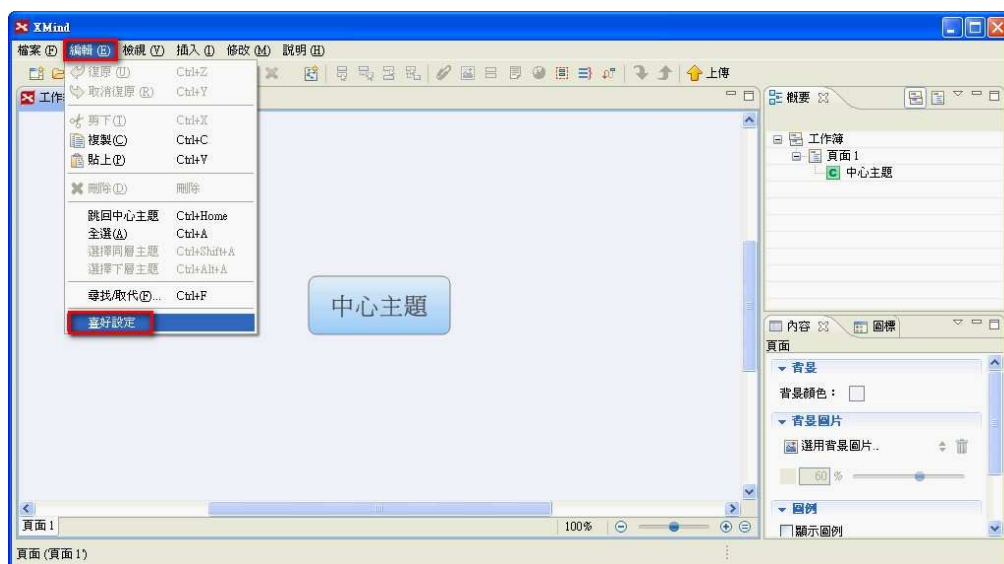 XMind
檔案(F) 編輯(E) 檢視(V) 插入(I) 修改(M) 說明(H)
上傳
復原(U) Ctrl+Z
取消復原(R) Ctrl+Y
剪下(T) Ctrl+X
複製(C) Ctrl+C
貼上(P) Ctrl+V
刪除(D) 刪除
跳回中心主題 Ctrl+Home
全選(A) Ctrl+A
選擇同層主題 Ctrl+Shift+A
選擇下層主題 Ctrl+Alt+A
尋找/取代(F)... Ctrl+F
喜好設定
工作
中心主題
頁面 1
100%
頁面 (頁面 1)
概要
工作簿
頁面 1
中心主題
內容 圖標
頁面
背景
背景顏色：
背景圖片
選用背景圖片..
60 %
圖例
顯示圖例